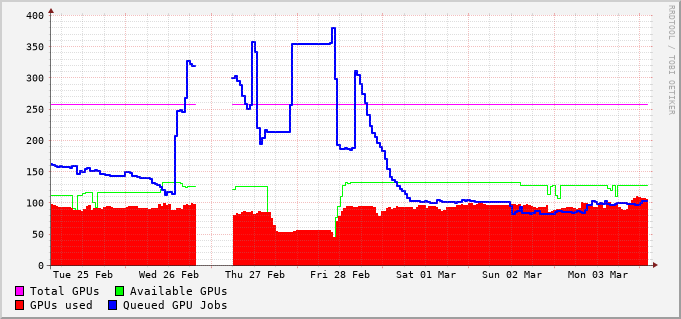 400
350
300
250
200
150
100
50
0
Tue 25 Feb Wed 26 Feb Thu 27 Feb Fri 28 Feb Sat 01 Mar Sun 02 Mar Mon 03 Mar
Total GPUs Available GPUs
GPUs used Queued GPU Jobs
RRDTOOL / TOBI OETIKER